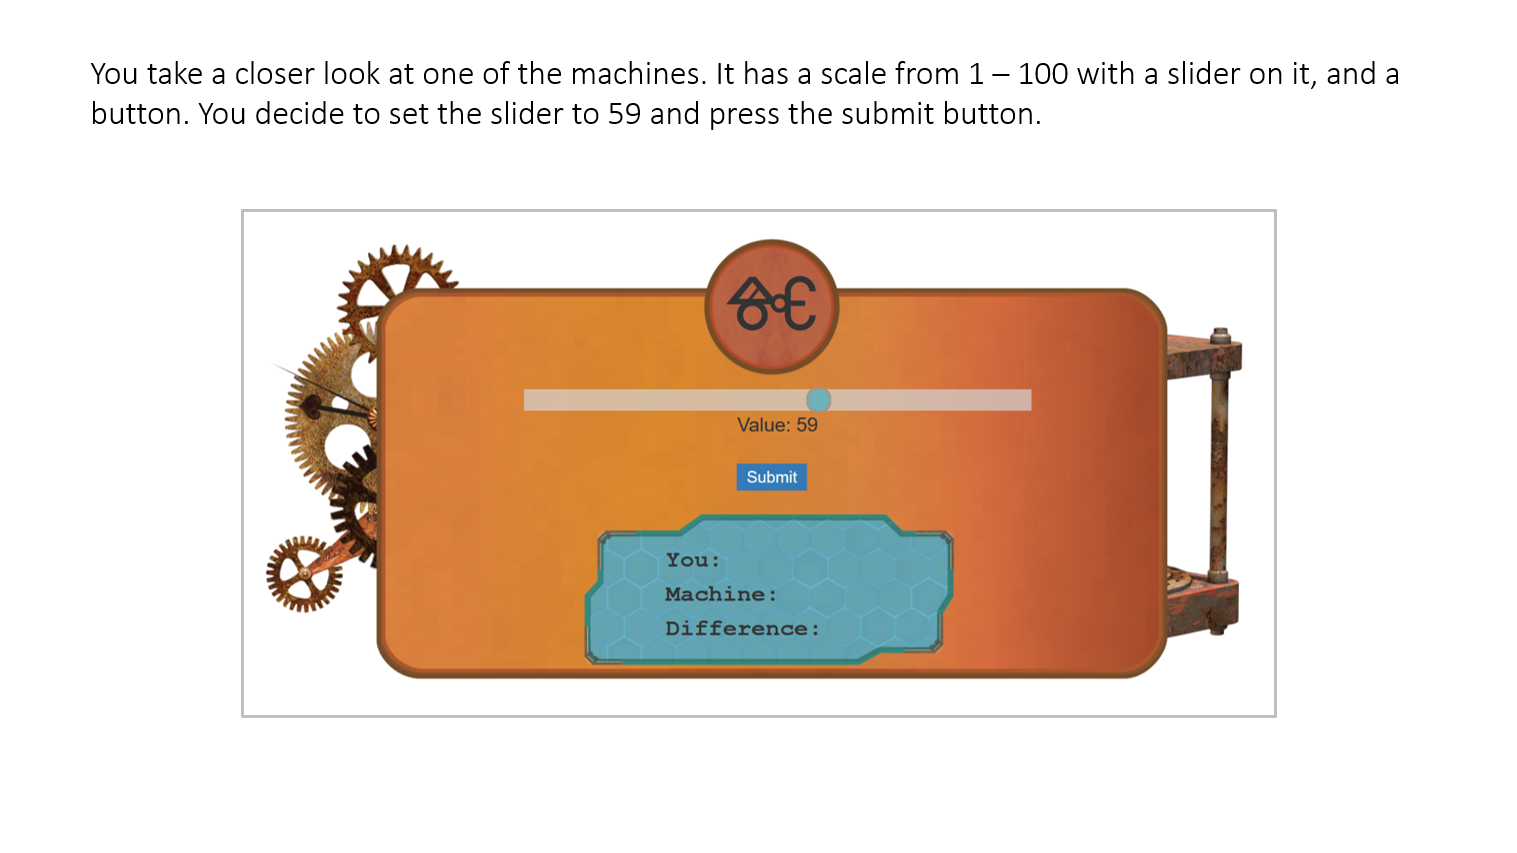 You take a closer look at one of the machines. It has a scale from 1 – 100 with a slider on it, and a
button. You decide to set the slider to 59 and press the submit button.
Value: 59
Submit
You:
Machine:
Difference: